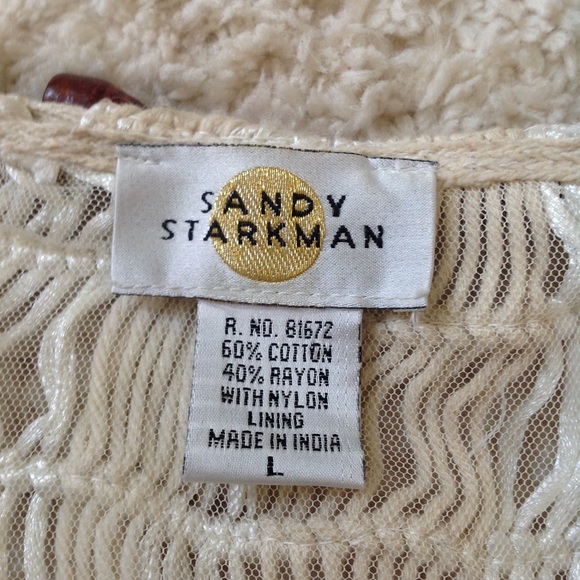 SANDY
STARKMAN
R. NO. 81672
60% COTTON
40% RAYON
WITH NYLON
LINING
MADE IN INDIA
L